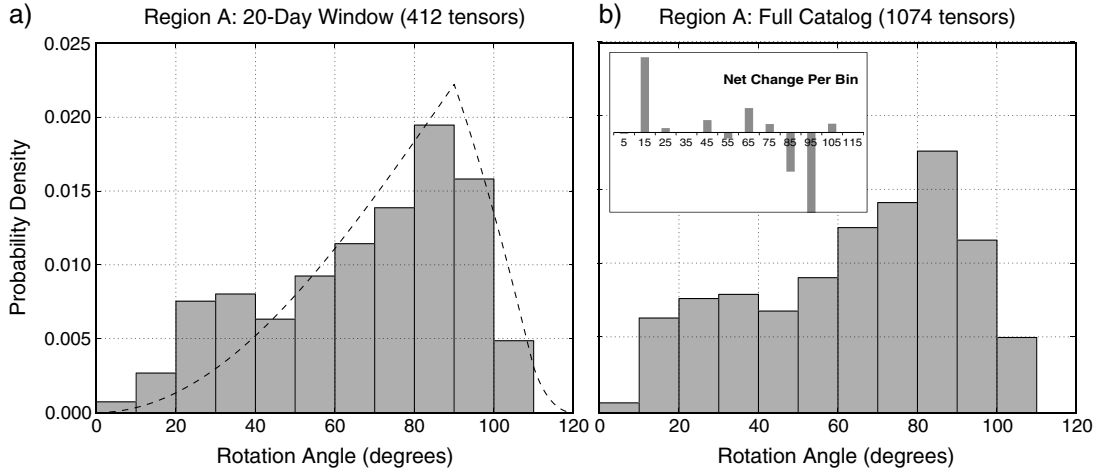 a) Region A: 20-Day Window (412 tensors)
Probability Density
0.025
0.020
0.015
0.010
0.005
0.000
0 20 40 60 80 100 120
Rotation Angle (degrees)
b) Region A: Full Catalog (1074 tensors)
Net Change Per Bin
5 15 25 35 45 55 65 75 85 95 105 115
0 20 40 60 80 100 120
Rotation Angle (degrees)